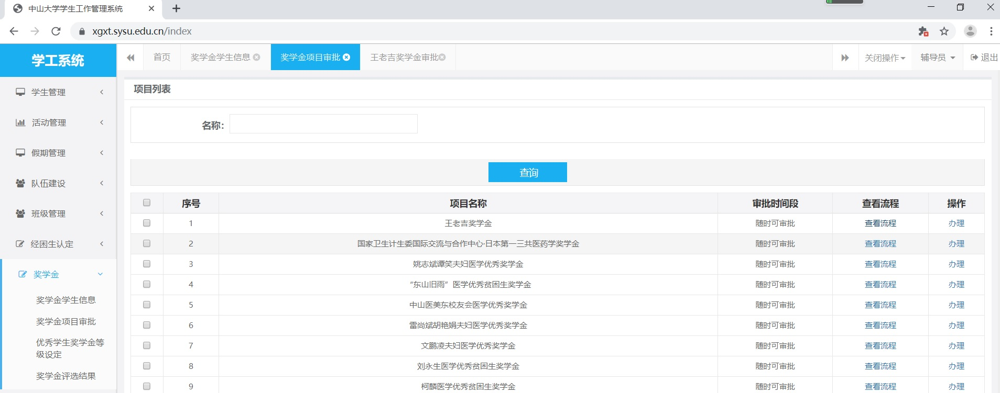 中山大学学生工作管理系统
xgxt.sysu.edu.cn/index
学工系统
首页 奖学金学生信息 奖学金项目审批 王老吉奖学金审批 关闭操作 辅导员 退出
学生管理
活动管理
假期管理
队伍建设
班级管理
经困生认定
奖学金
奖学金学生信息
奖学金项目审批
优秀学生奖学金等
级设定
奖学金评选结果
项目列表
名称:
查询
序号 项目名称 审批时间段 查看流程 操作
1 王老吉奖学金 随时可审批 查看流程 办理
2 国家卫生计生委国际交流与合作中心·日本第一三共医药学奖学金 随时可审批 查看流程 办理
3 姚志斌谭笑夫妇医学优秀奖学金 随时可审批 查看流程 办理
4 “东山旧雨”医学优秀贫困生奖学金 随时可审批 查看流程 办理
5 中山医美东校友会医学优秀奖学金 随时可审批 查看流程 办理
6 雷尚斌胡艳娟夫妇医学优秀奖学金 随时可审批 查看流程 办理
7 文鹏凌夫妇医学优秀奖学金 随时可审批 查看流程 办理
8 刘永生医学优秀贫困生奖学金 随时可审批 查看流程 办理
9 柯麟医学优秀贫困生奖学金 随时可审批 查看流程 办理